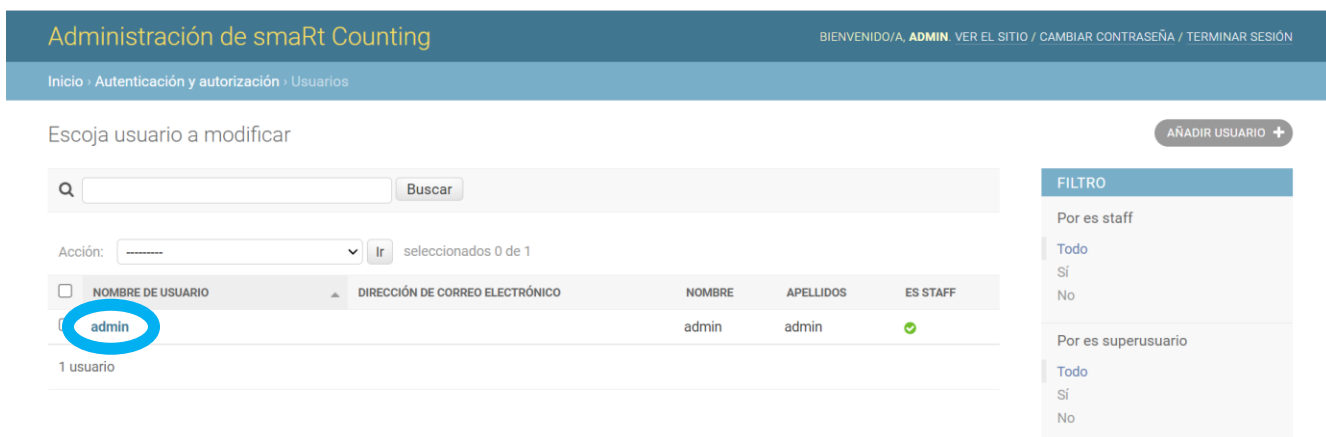 Administración de smaRt Counting
BIENVENIDO/A, ADMIN. VER EL SITIO / CAMBIAR CONTRASEÑA / TERMINAR SESIÓN
Inicio › Autenticación y autorización › Usuarios
Escoja usuario a modificar
AÑADIR USUARIO +
Buscar
Acción: --------- Ir seleccionados 0 de 1
NOMBRE DE USUARIO DIRECCIÓN DE CORREO ELECTRÓNICO NOMBRE APELLIDOS ES STAFF
admin admin admin
1 usuario
FILTRO
Por es staff
Todo
Sí
No
Por es superusuario
Todo
Sí
No